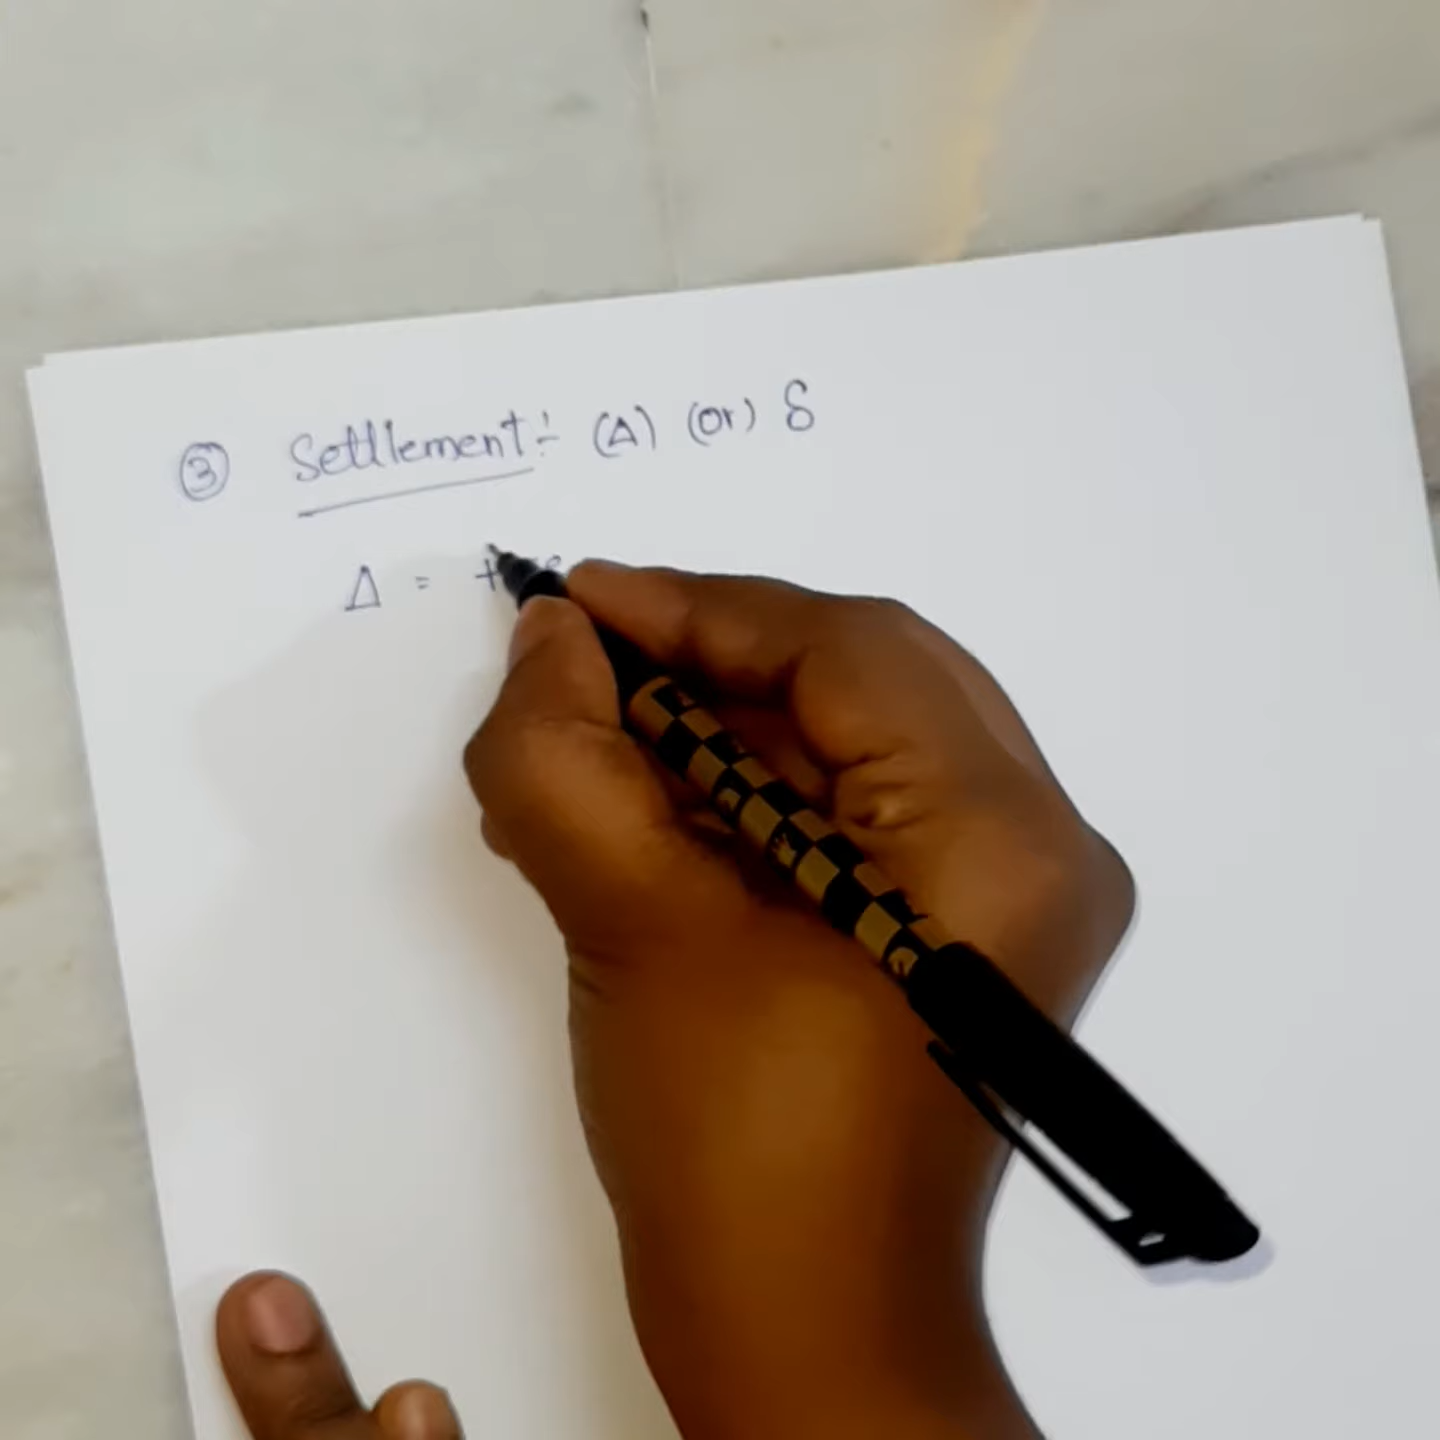 ③ Settlement:- (Δ) (or) δ
Δ = +